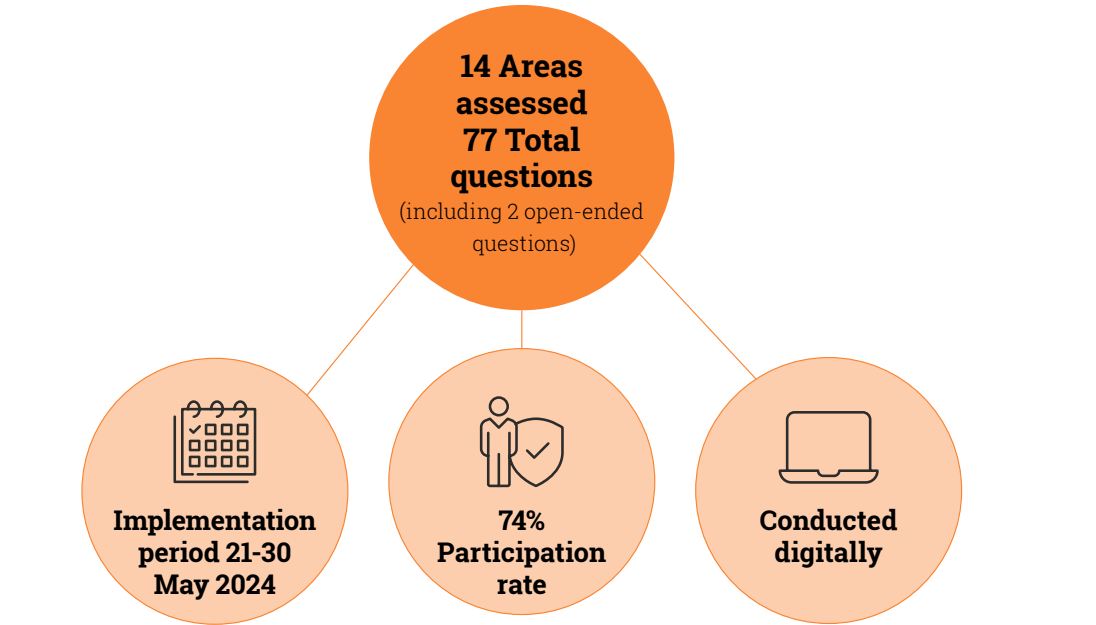 14 Areas
assessed
77 Total
questions
(including 2 open-ended
questions)
Implementation
period 21-30
May 2024
74%
Participation
rate
Conducted
digitally